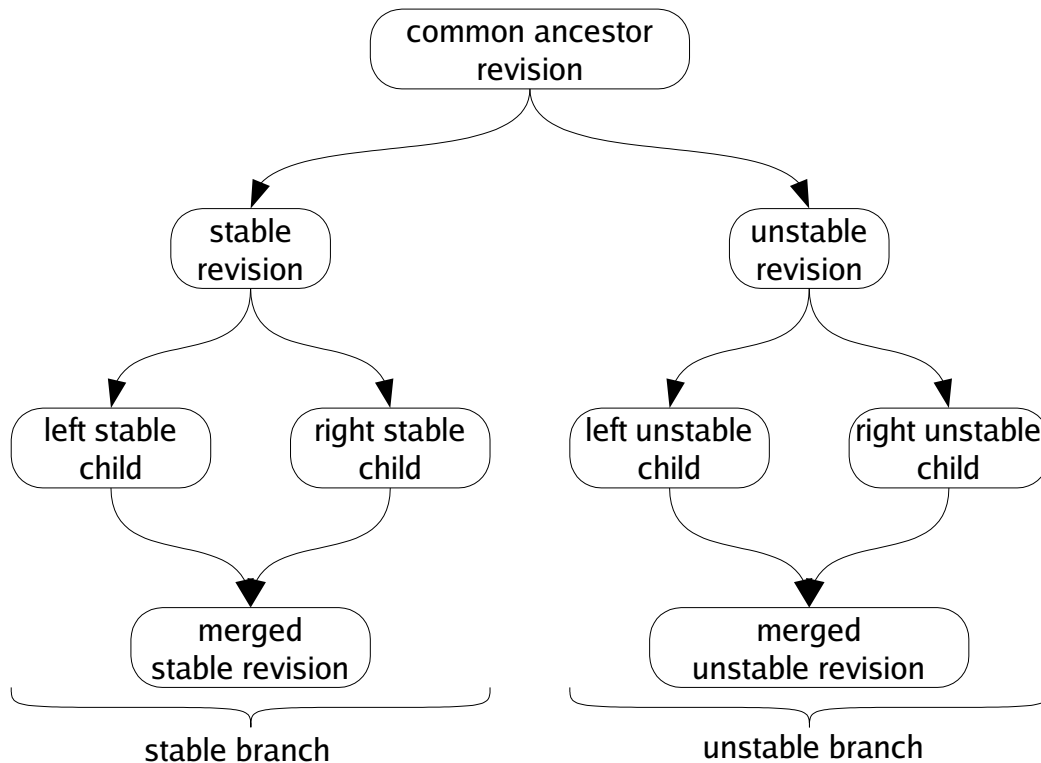 common ancestor
revision
stable
revision
unstable
revision
left stable
child
right stable
child
left unstable
child
right unstable
child
merged
stable revision
merged
unstable revision
stable branch
unstable branch